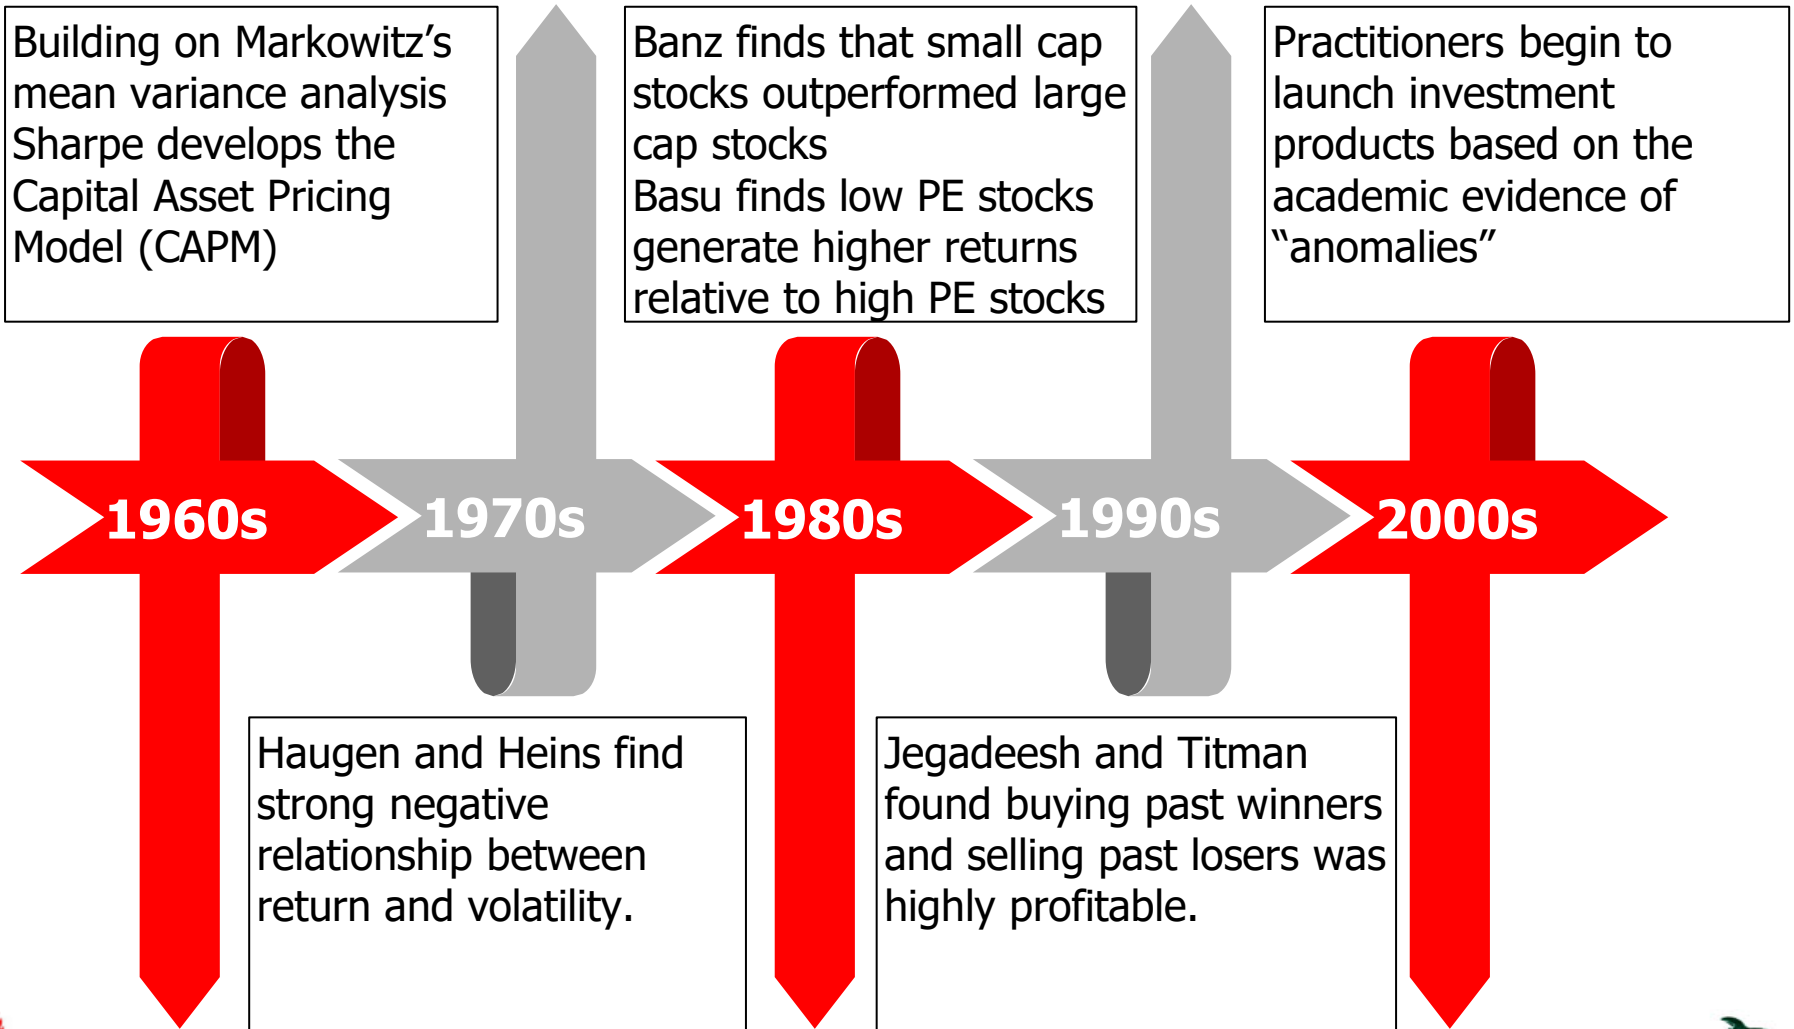 Building on Markowitz’s
mean variance analysis
Sharpe develops the
Capital Asset Pricing
Model (CAPM)
Banz finds that small cap
stocks outperformed large
cap stocks
Basu finds low PE stocks
generate higher returns
relative to high PE stocks
Practitioners begin to
launch investment
products based on the
academic evidence of
“anomalies”
1960s
1970s
1980s
1990s
2000s
Haugen and Heins find
strong negative
relationship between
return and volatility.
Jegadeesh and Titman
found buying past winners
and selling past losers was
highly profitable.